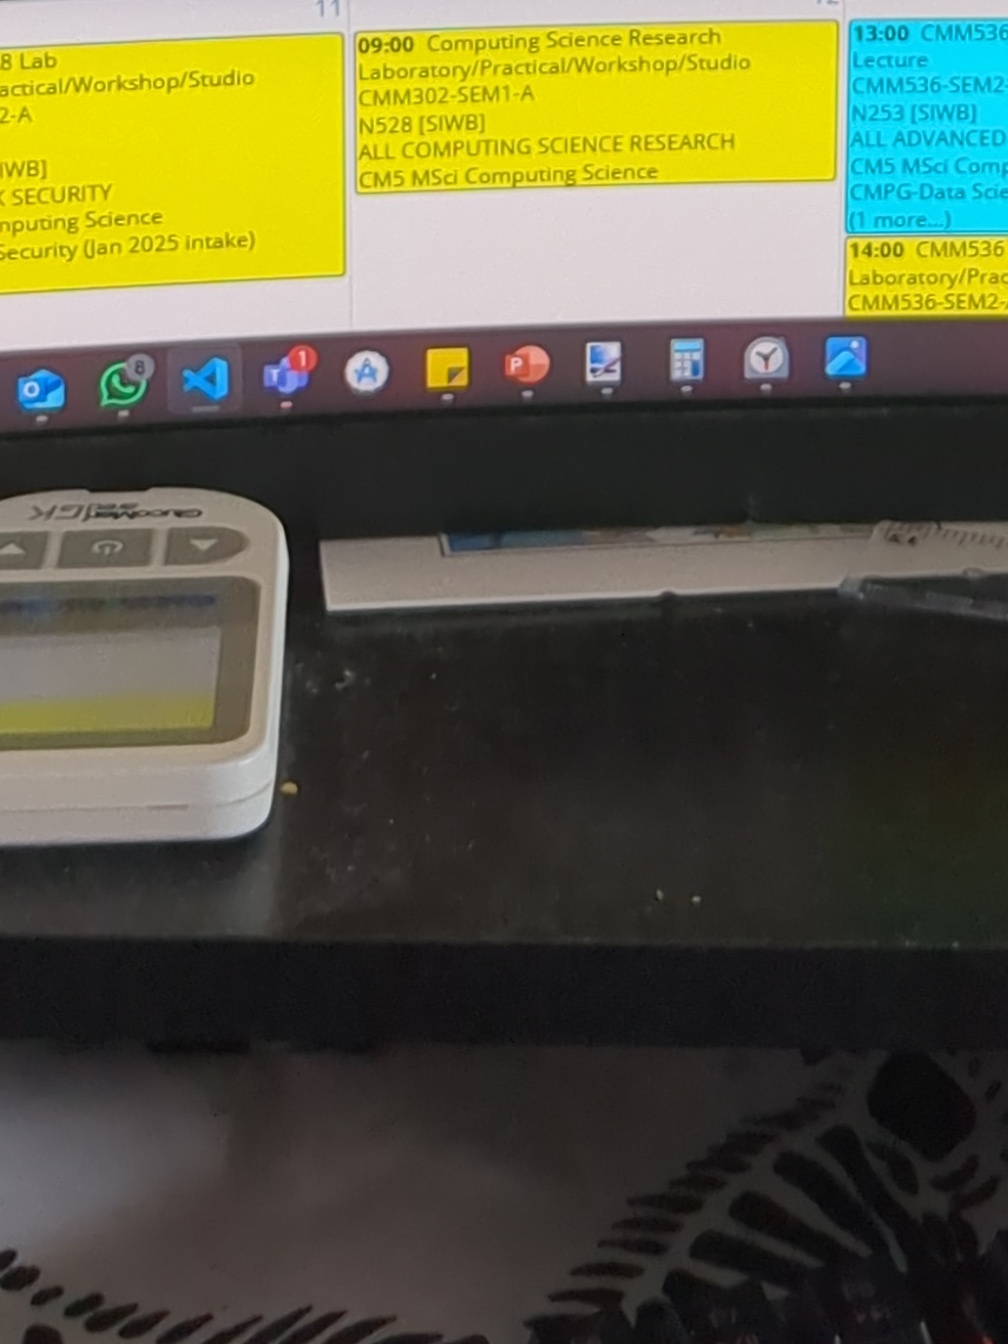 11
8 Lab
actical/Workshop/Studio
2-A
IWB]
K SECURITY
mputing Science
Security (Jan 2025 intake)
09:00 Computing Science Research
Laboratory/Practical/Workshop/Studio
CMM302-SEM1-A
N528 [SIWB]
ALL COMPUTING SCIENCE RESEARCH
CM5 MSci Computing Science
13:00 CMM536
Lecture
CMM536-SEM2-
N253 [SIWB]
ALL ADVANCED
CM5 MSci Comp
CMPG-Data Scie
(1 more...)
14:00 CMM536
Laboratory/Prac
CMM536-SEM2-
8
1
GK